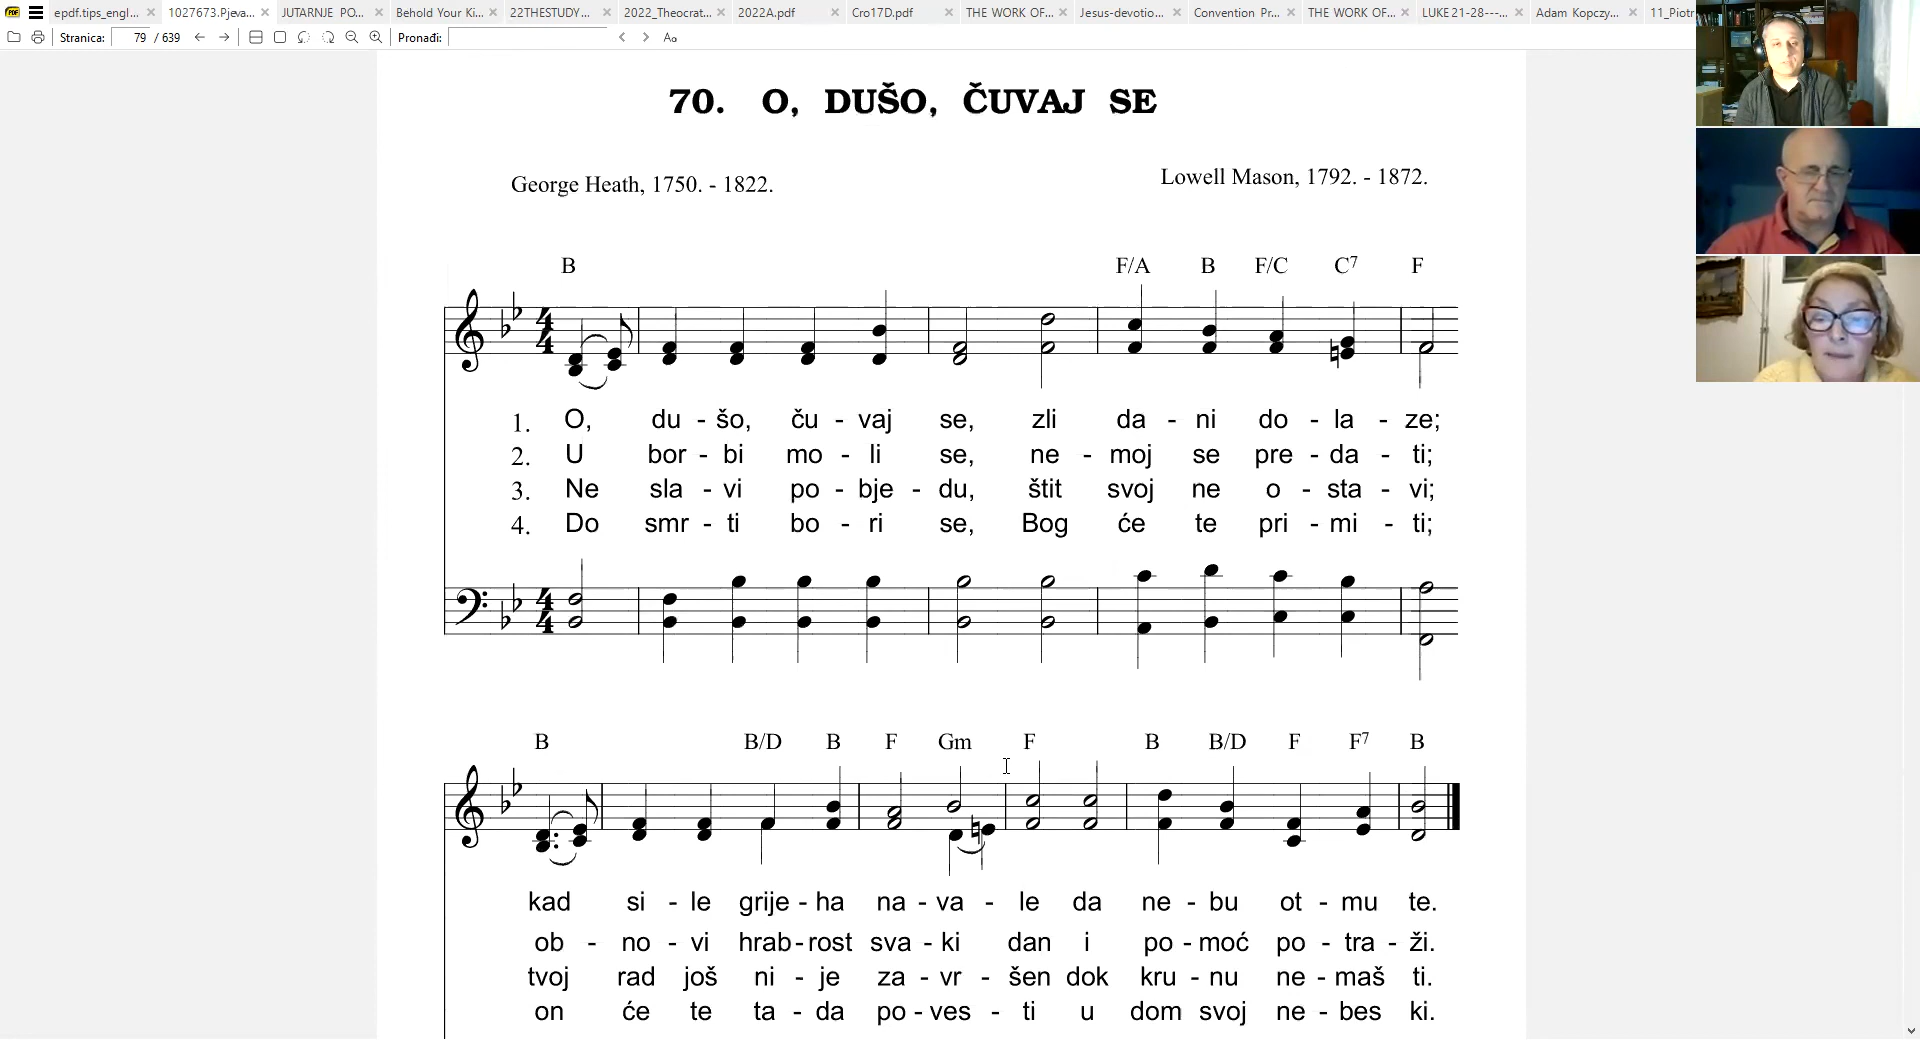 epdf.tips_engl... 1027673.Pjeva... JUTARNJE PO... Behold Your Ki... 22THESTUDY... 2022_Theocrat... 2022A.pdf Cro17D.pdf THE WORK OF... Jesus-devotio... Convention Pr... THE WORK OF... LUKE 21-28---... Adam Kopczy... 11_Piotr
Stranica: 79 / 639 Pronađi: Aa
70. O, DUŠO, ČUVAJ SE
George Heath, 1750. - 1822. Lowell Mason, 1792. - 1872.
B F/A B F/C C7 F
4
4
1. O, du - šo, ču - vaj se, zli da - ni do - la - ze;
2. U bor - bi mo - li se, ne - moj se pre - da - ti;
3. Ne sla - vi po - bje - du, štit svoj ne o - sta - vi;
4. Do smr - ti bo - ri se, Bog će te pri - mi - ti;
4
4
B B/D B F Gm F B B/D F F7 B
kad si - le grije - ha na - va - le da ne - bu ot - mu te.
ob - no - vi hrab - rost sva - ki dan i po - moć po - tra - ži.
tvoj rad još ni - je za - vr - šen dok kru - nu ne - maš ti.
on će te ta - da po - ves - ti u dom svoj ne - bes ki.